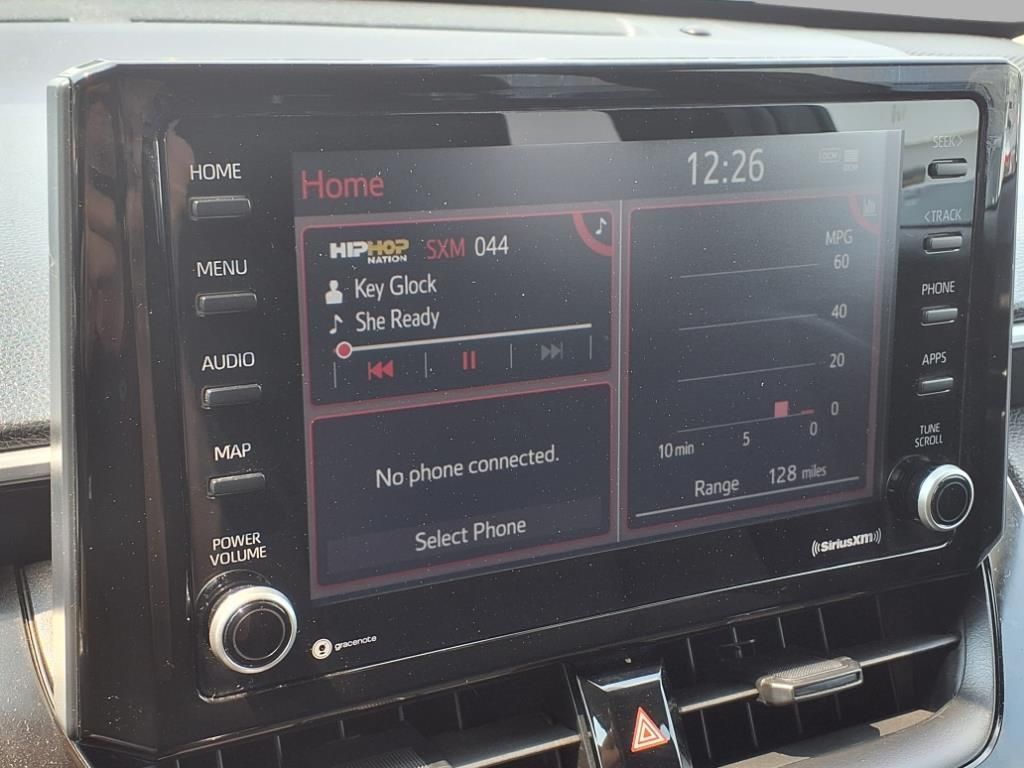 HOME
MENU
AUDIO
MAP
POWER
VOLUME
gracenote
Home
12:26
DCM
HIPHOP
NATION
SXM 044
Key Glock
She Ready
No phone connected.
Select Phone
MPG
60
40
20
0
10 min
5
0
Range 128 miles
SEEK>
<TRACK
PHONE
APPS
TUNE
SCROLL
((SiriusXM))